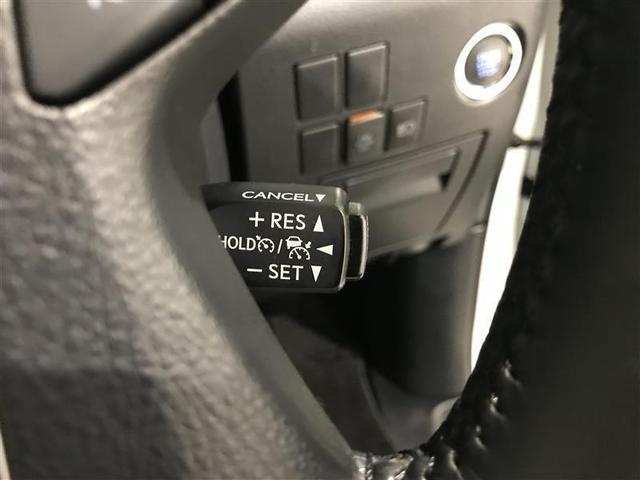 CANCEL▼
+ RES ▲
HOLD / ◄
− SET ▼